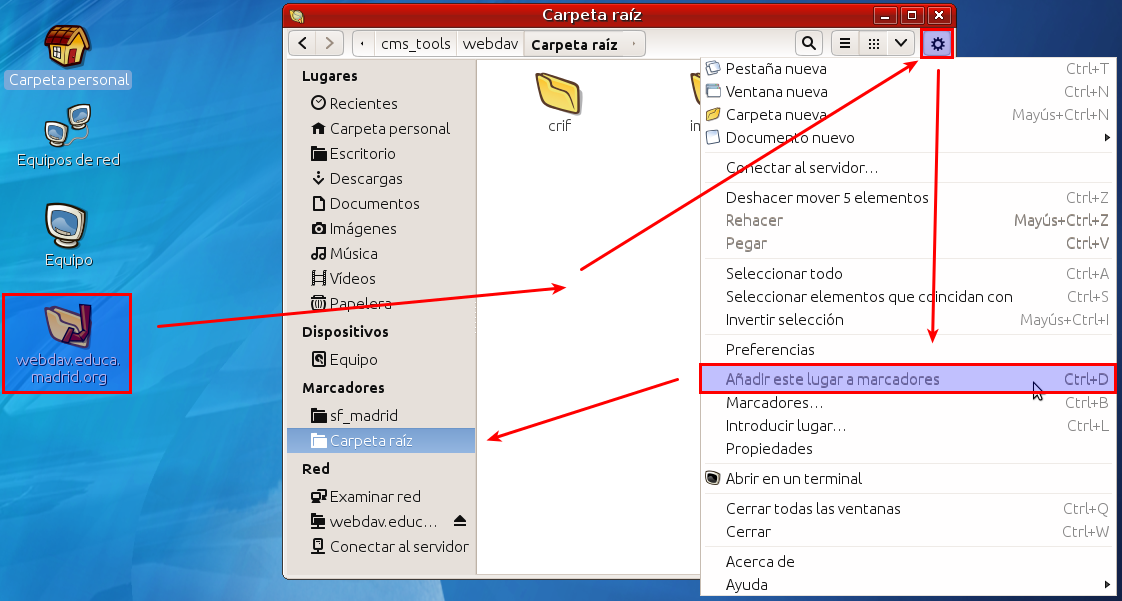 Carpeta personal
Equipos de red
Equipo
webdav.educa.
madrid.org
Carpeta raíz
cms_tools webdav Carpeta raíz
Lugares
Recientes
Carpeta personal
Escritorio
Descargas
Documentos
Imágenes
Música
Vídeos
Papelera
Dispositivos
Equipo
Marcadores
sf_madrid
Carpeta raíz
Red
Examinar red
webdav.educ...
Conectar al servidor
crif
Pestaña nueva Ctrl+T
Ventana nueva Ctrl+N
Carpeta nueva Mayús+Ctrl+N
Documento nuevo
Conectar al servidor...
Deshacer mover 5 elementos Ctrl+Z
Rehacer Mayús+Ctrl+Z
Pegar Ctrl+V
Seleccionar todo Ctrl+A
Seleccionar elementos que coincidan con Ctrl+S
Invertir selección Mayús+Ctrl+I
Preferencias
Añadir este lugar a marcadores Ctrl+D
Marcadores... Ctrl+B
Introducir lugar... Ctrl+L
Propiedades
Abrir en un terminal
Cerrar todas las ventanas Ctrl+Q
Cerrar Ctrl+W
Acerca de
Ayuda